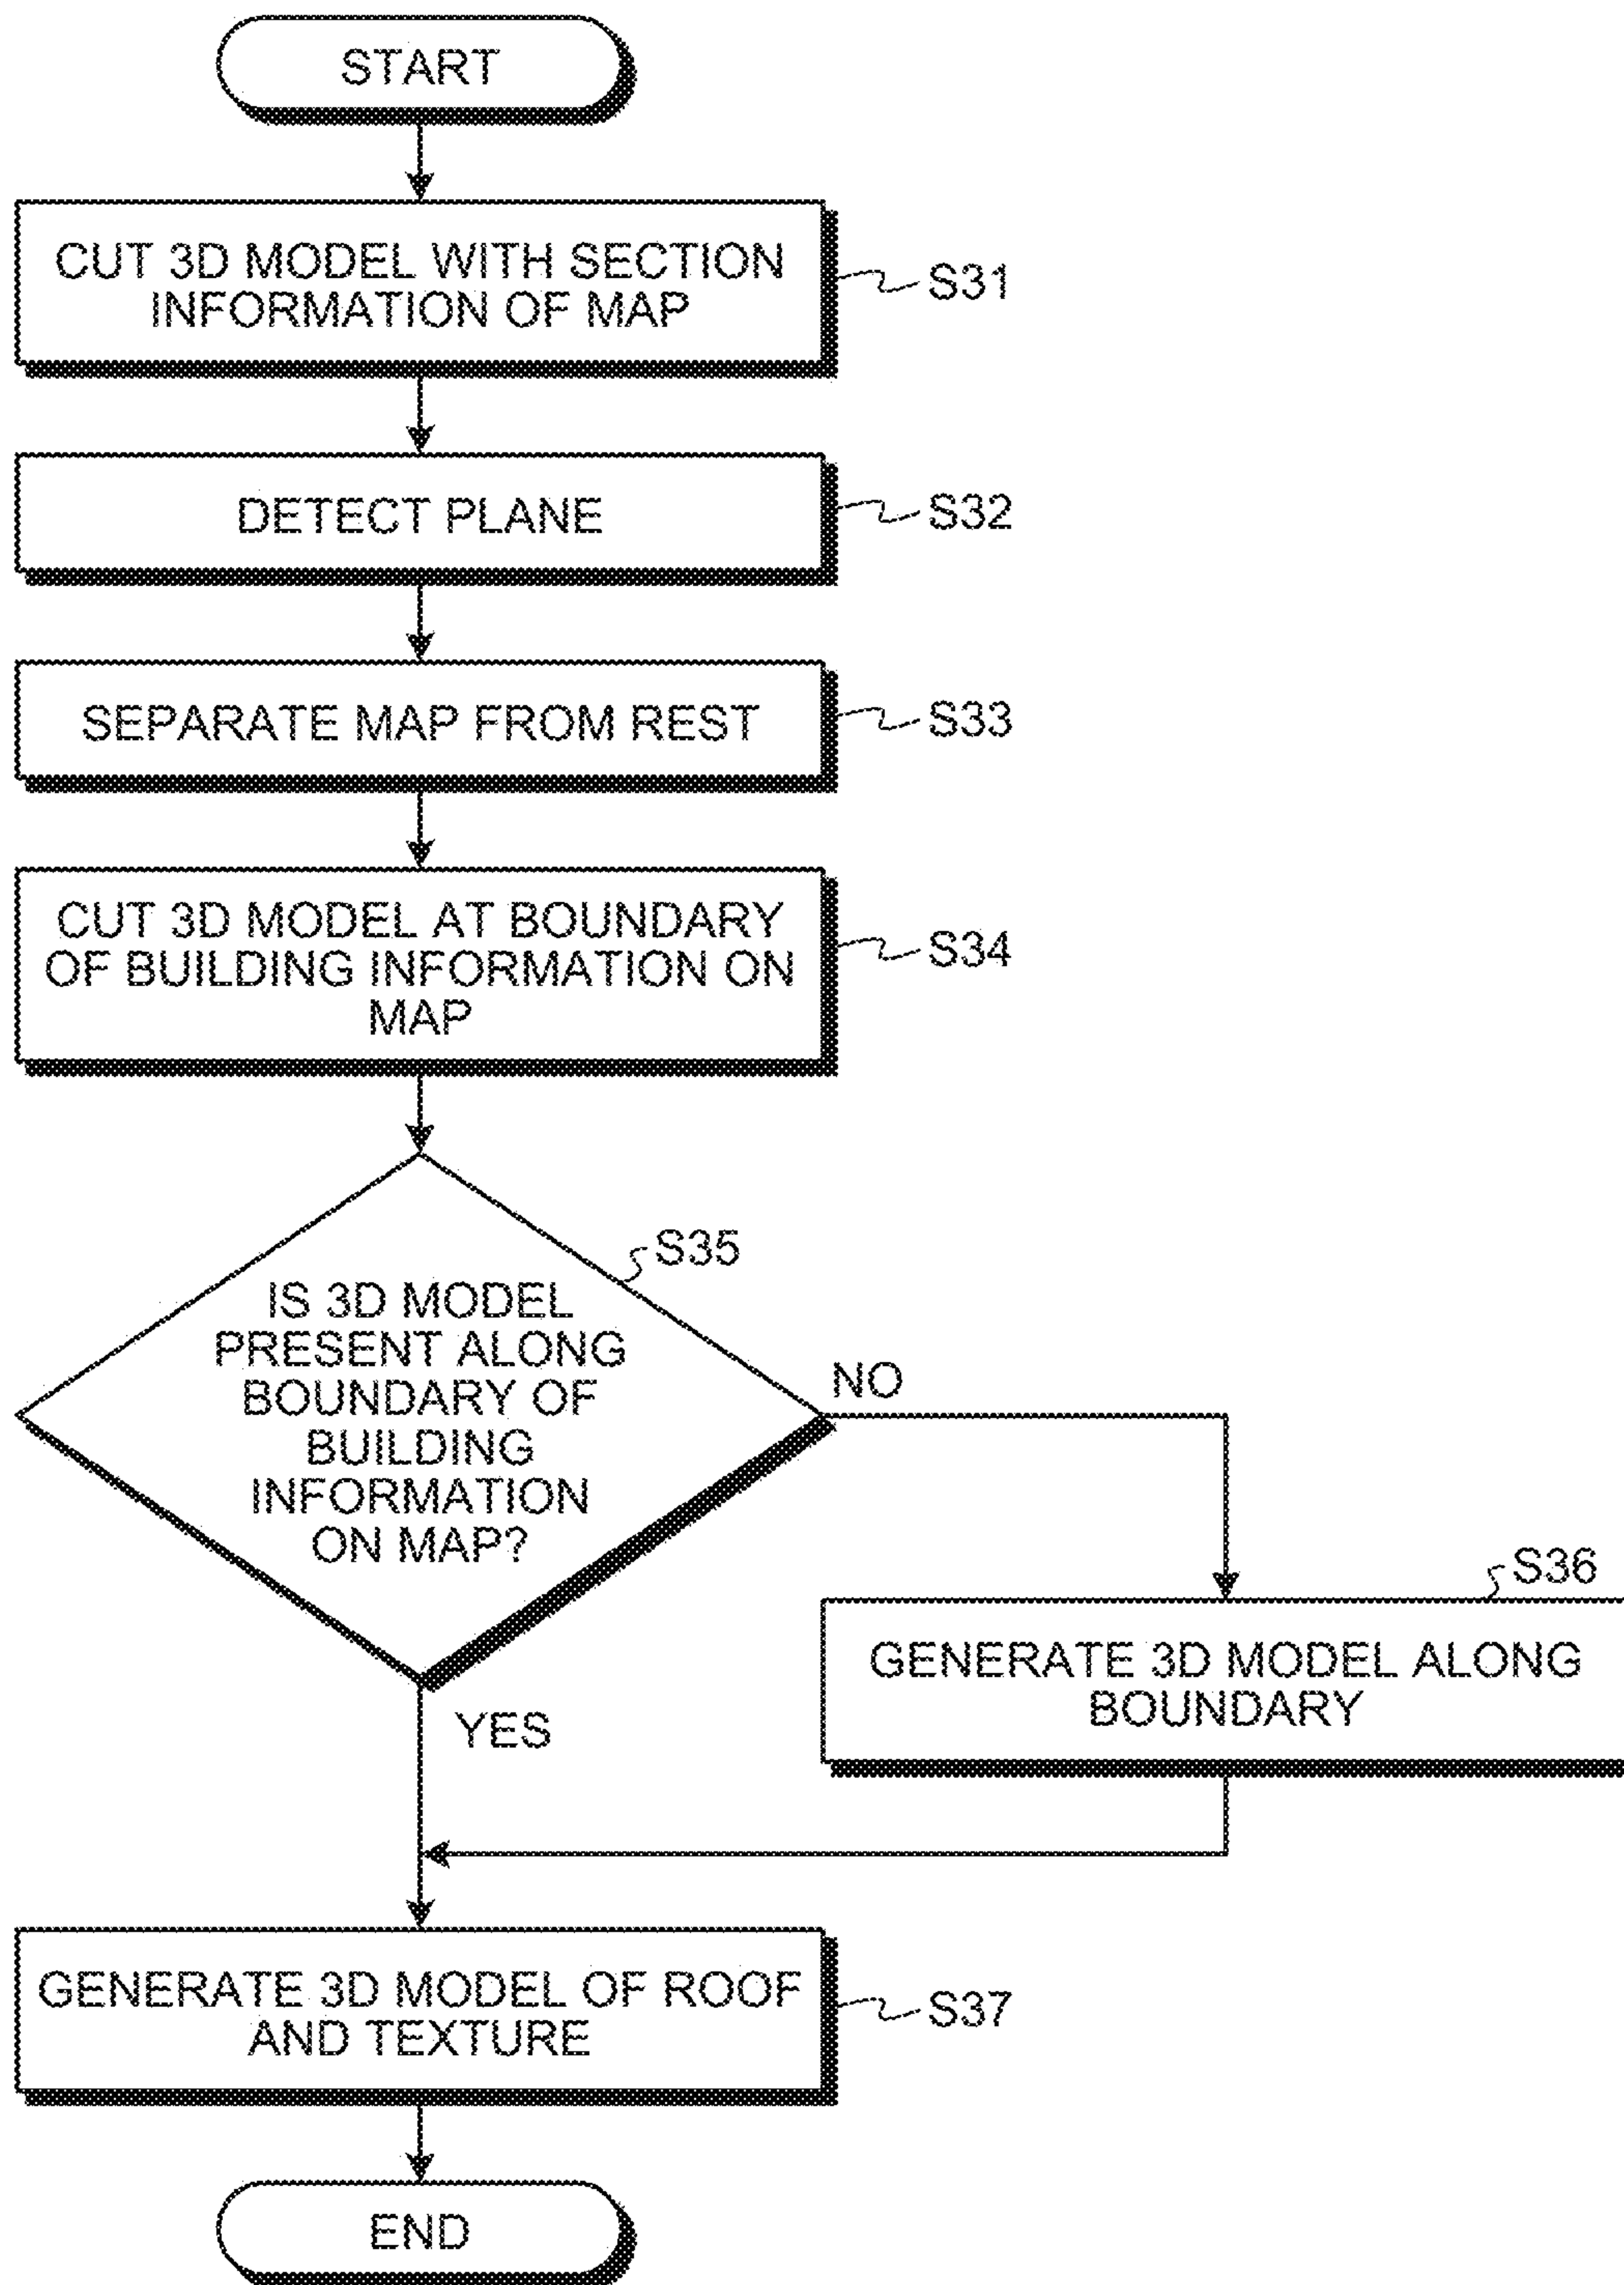 START
CUT 3D MODEL WITH SECTION
INFORMATION OF MAP
S31
DETECT PLANE
S32
SEPARATE MAP FROM REST
S33
CUT 3D MODEL AT BOUNDARY
OF BUILDING INFORMATION ON
MAP
S34
S35
IS 3D MODEL
PRESENT ALONG
BOUNDARY OF
BUILDING
INFORMATION
ON MAP?
NO
S36
GENERATE 3D MODEL ALONG
BOUNDARY
YES
GENERATE 3D MODEL OF ROOF
AND TEXTURE
S37
END